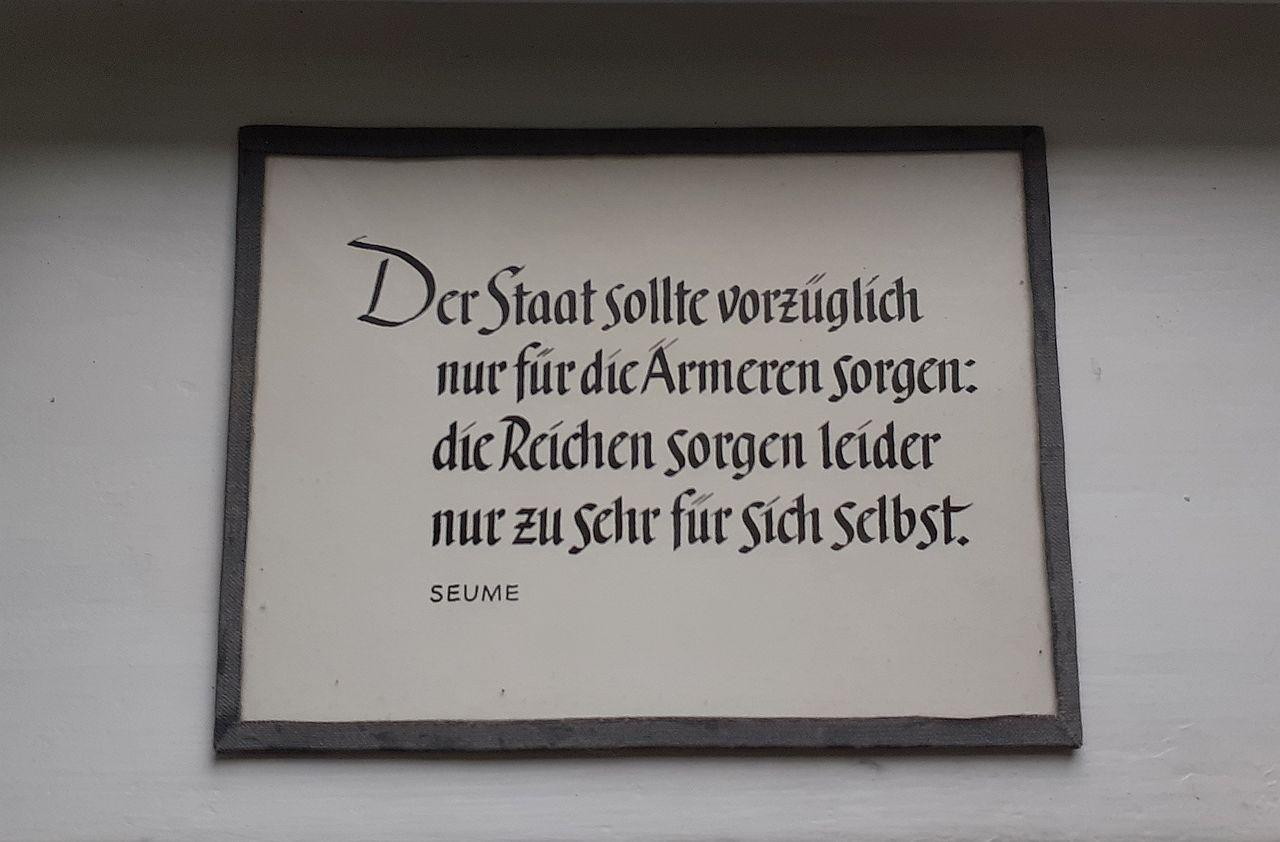 Der Staat sollte vorzüglich
nur für die Ärmeren sorgen:
die Reichen sorgen leider
nur zu sehr für sich selbst.
SEUME